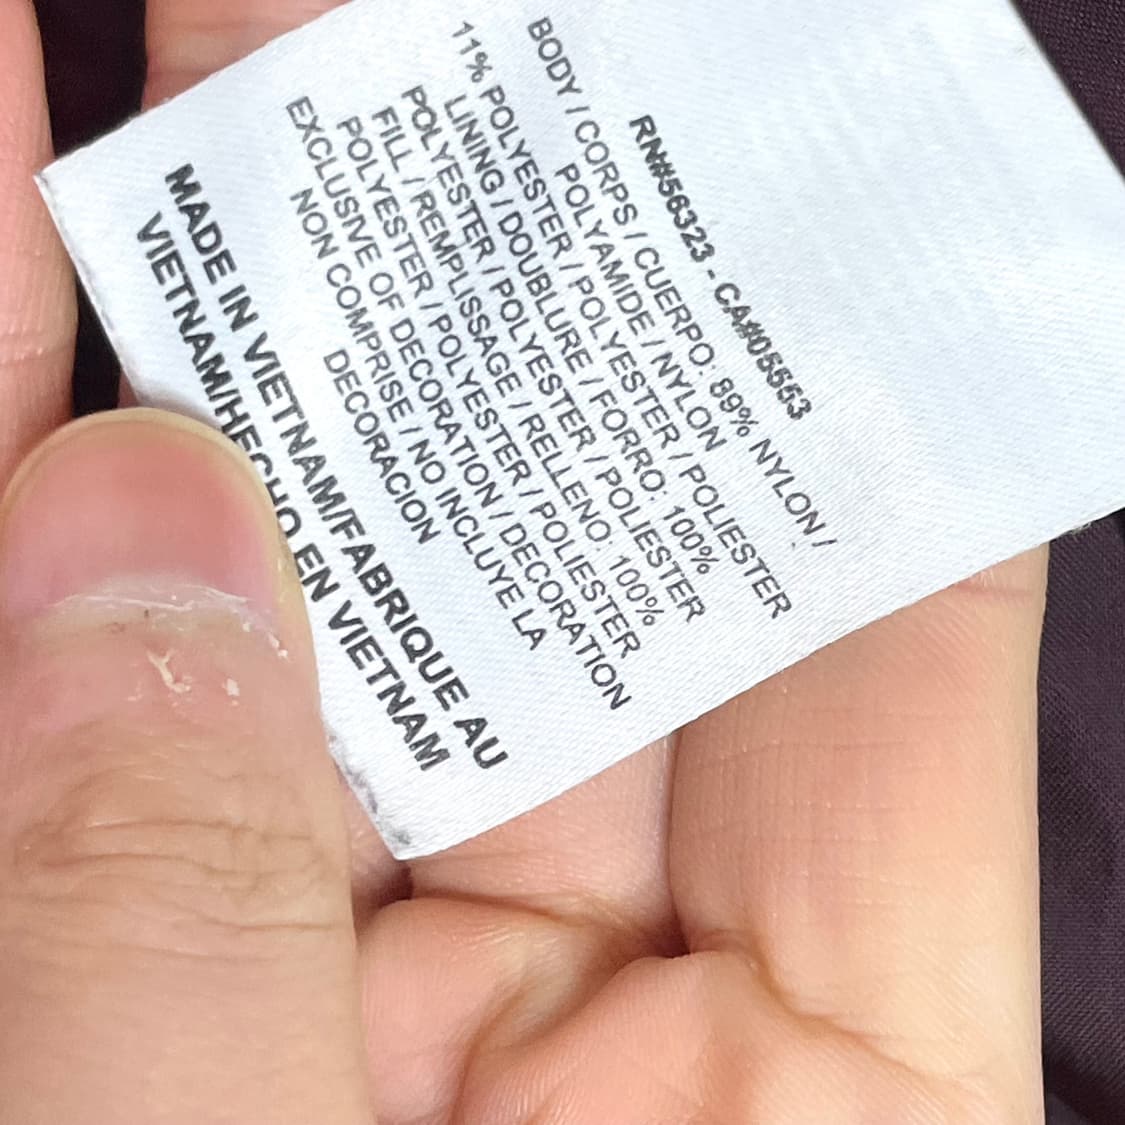 RN#56323 - CA#05553
BODY / CORPS / CUERPO: 89% NYLON /
POLYAMIDE / NYLON
11% POLYESTER / POLYESTER / POLIESTER
LINING / DOUBLURE / FORRO: 100%
POLYESTER / POLYESTER / POLIESTER
FILL / REMPLISSAGE / RELLENO: 100%
POLYESTER / POLYESTER / POLIESTER
EXCLUSIVE OF DECORATION / DECORATION
NON COMPRISE / NO INCLUYE LA
DECORACION
MADE IN VIETNAM/FABRIQUE AU
VIETNAM/HECHO EN VIETNAM